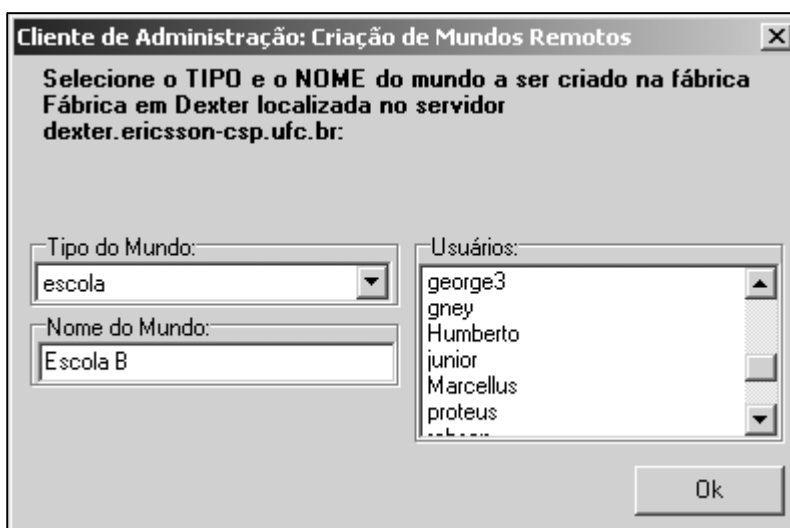 Cliente de Administração: Criação de Mundos Remotos
Selecione o TIPO e o NOME do mundo a ser criado na fábrica
Fábrica em Dexter localizada no servidor
dexter.ericsson-csp.ufc.br:
Tipo do Mundo:
escola
Nome do Mundo:
Escola B
Usuários:
george3
gney
Humberto
junior
Marcellus
proteus
Ok